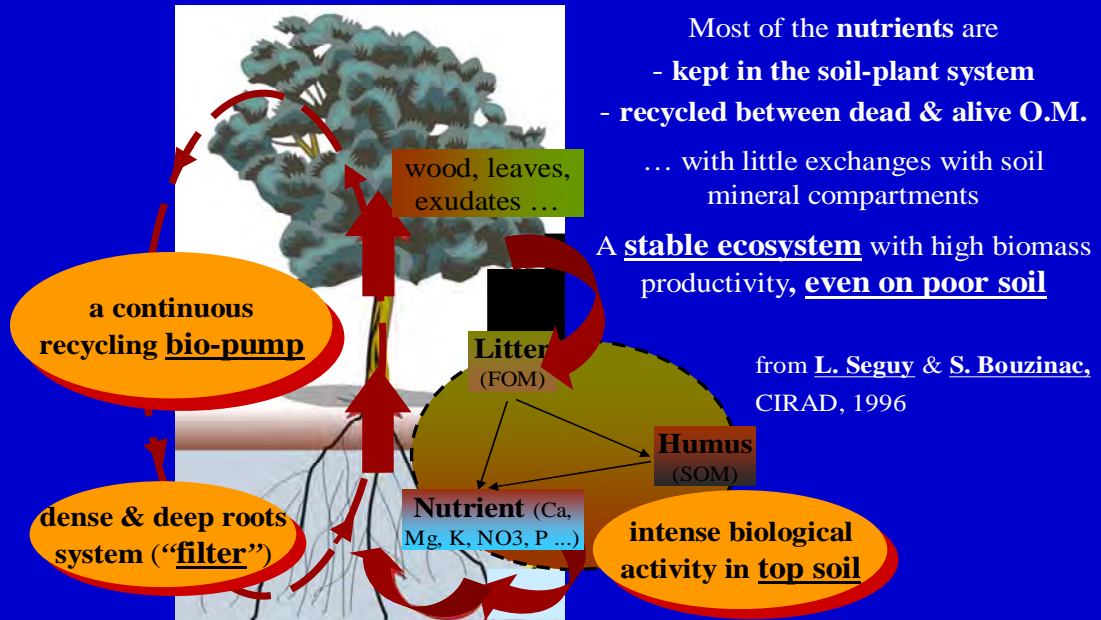 Most of the nutrients are
- kept in the soil-plant system
- recycled between dead & alive O.M.
… with little exchanges with soil
mineral compartments
A stable ecosystem with high biomass
productivity, even on poor soil
from L. Seguy & S. Bouzinac,
CIRAD, 1996
wood, leaves,
exudates …
a continuous
recycling bio-pump
Litter
(FOM)
Humus
(SOM)
Nutrient (Ca,
Mg, K, NO3, P ...)
dense & deep roots
system (“filter”)
intense biological
activity in top soil